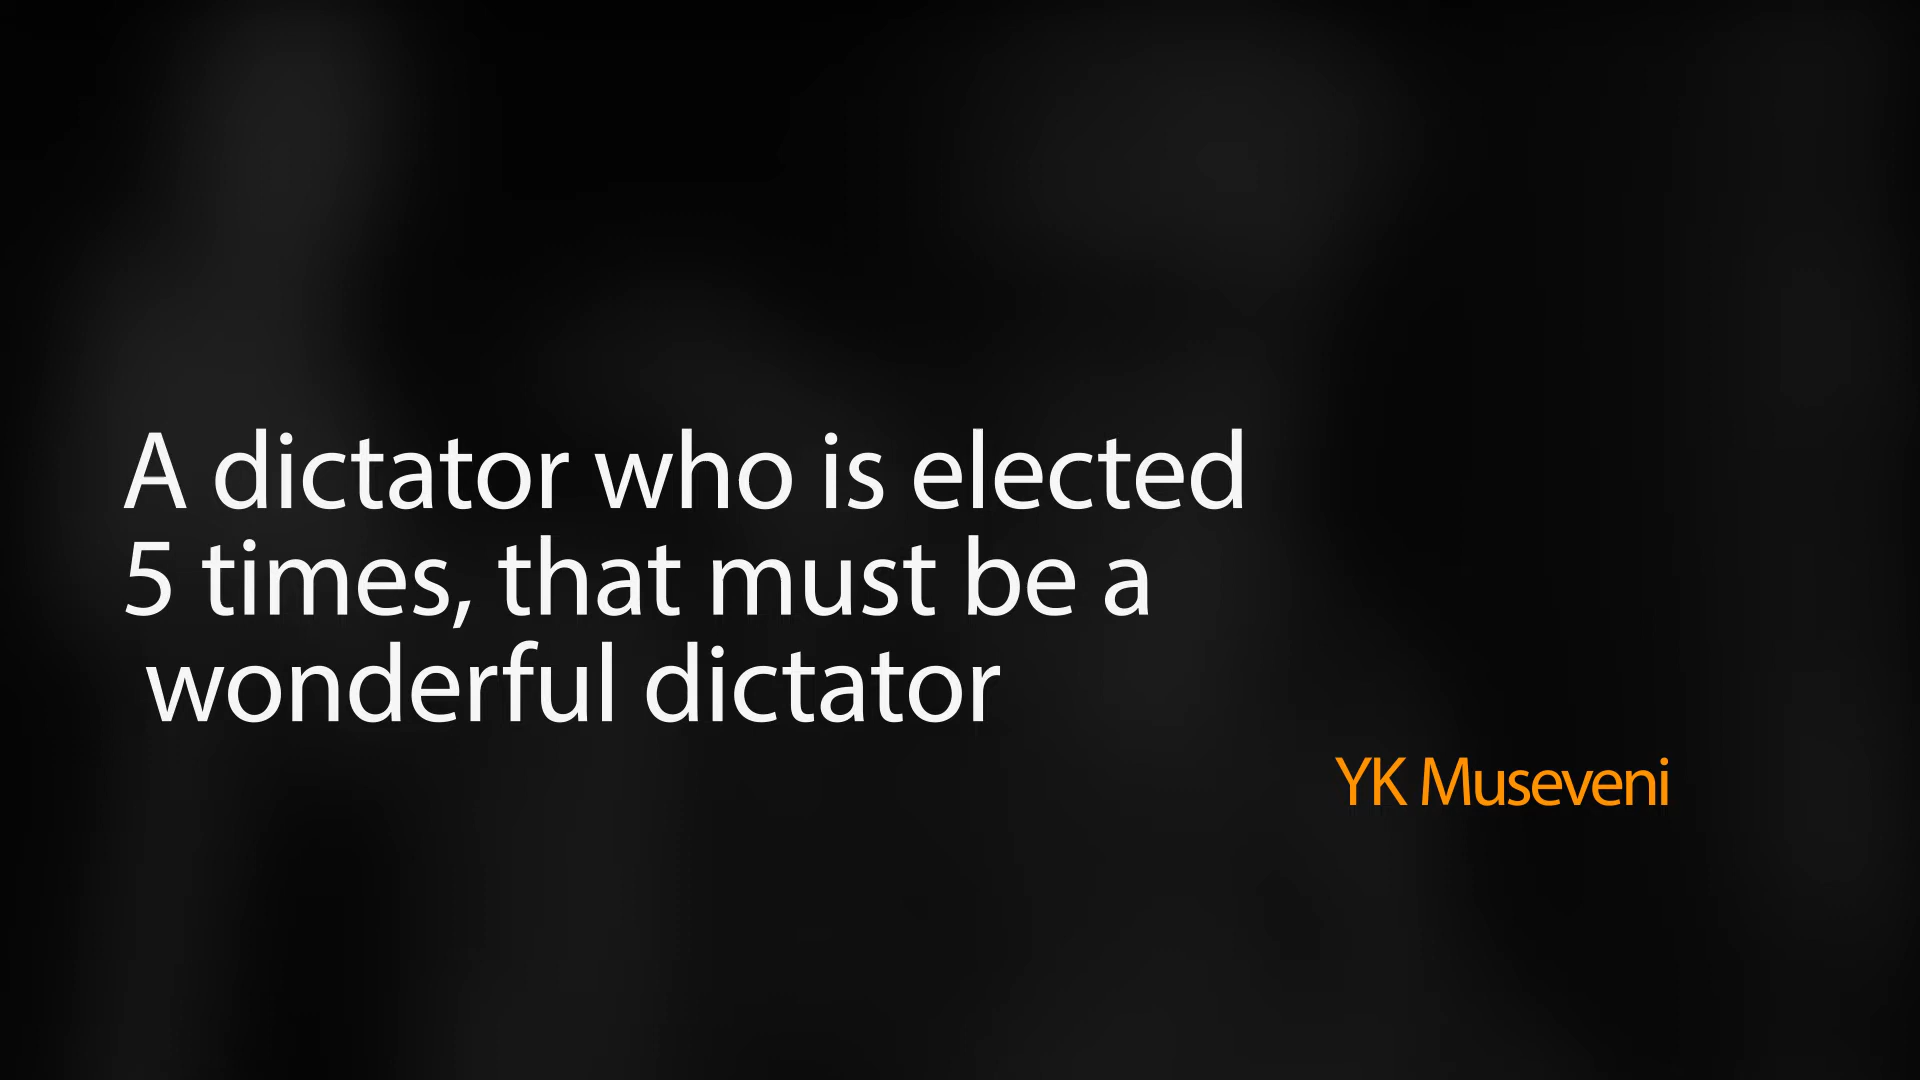 A dictator who is elected
5 times, that must be a
wonderful dictator
YK Museveni